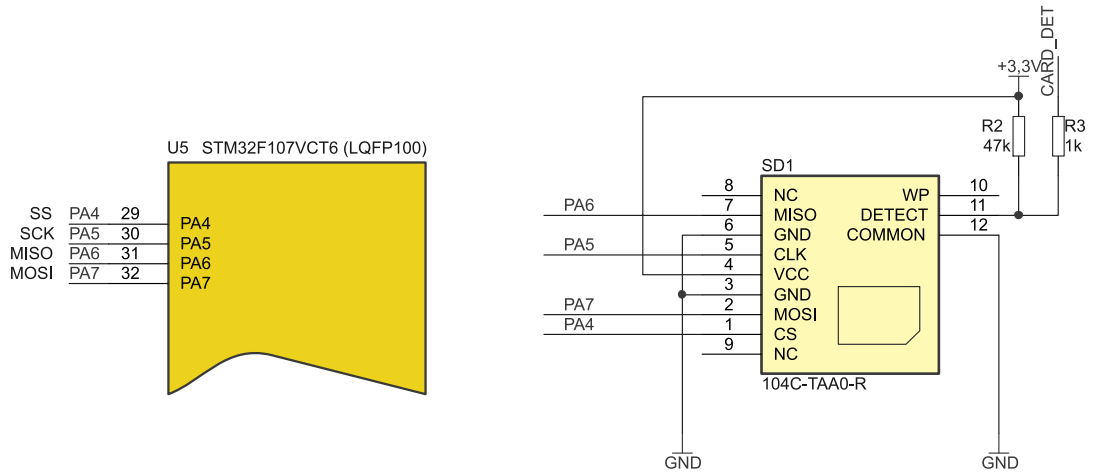 CARD_DET
+3,3V
R2
47k
R3
1k
U5 STM32F107VCT6 (LQFP100)
SS PA4 29 PA4
SCK PA5 30 PA5
MISO PA6 31 PA6
MOSI PA7 32 PA7
SD1
8 NC WP 10
PA6 7 MISO DETECT 11
6 GND COMMON 12
PA5 5 CLK
4 VCC
3 GND
PA7 2 MOSI
PA4 1 CS
9 NC
104C-TAA0-R
GND
GND